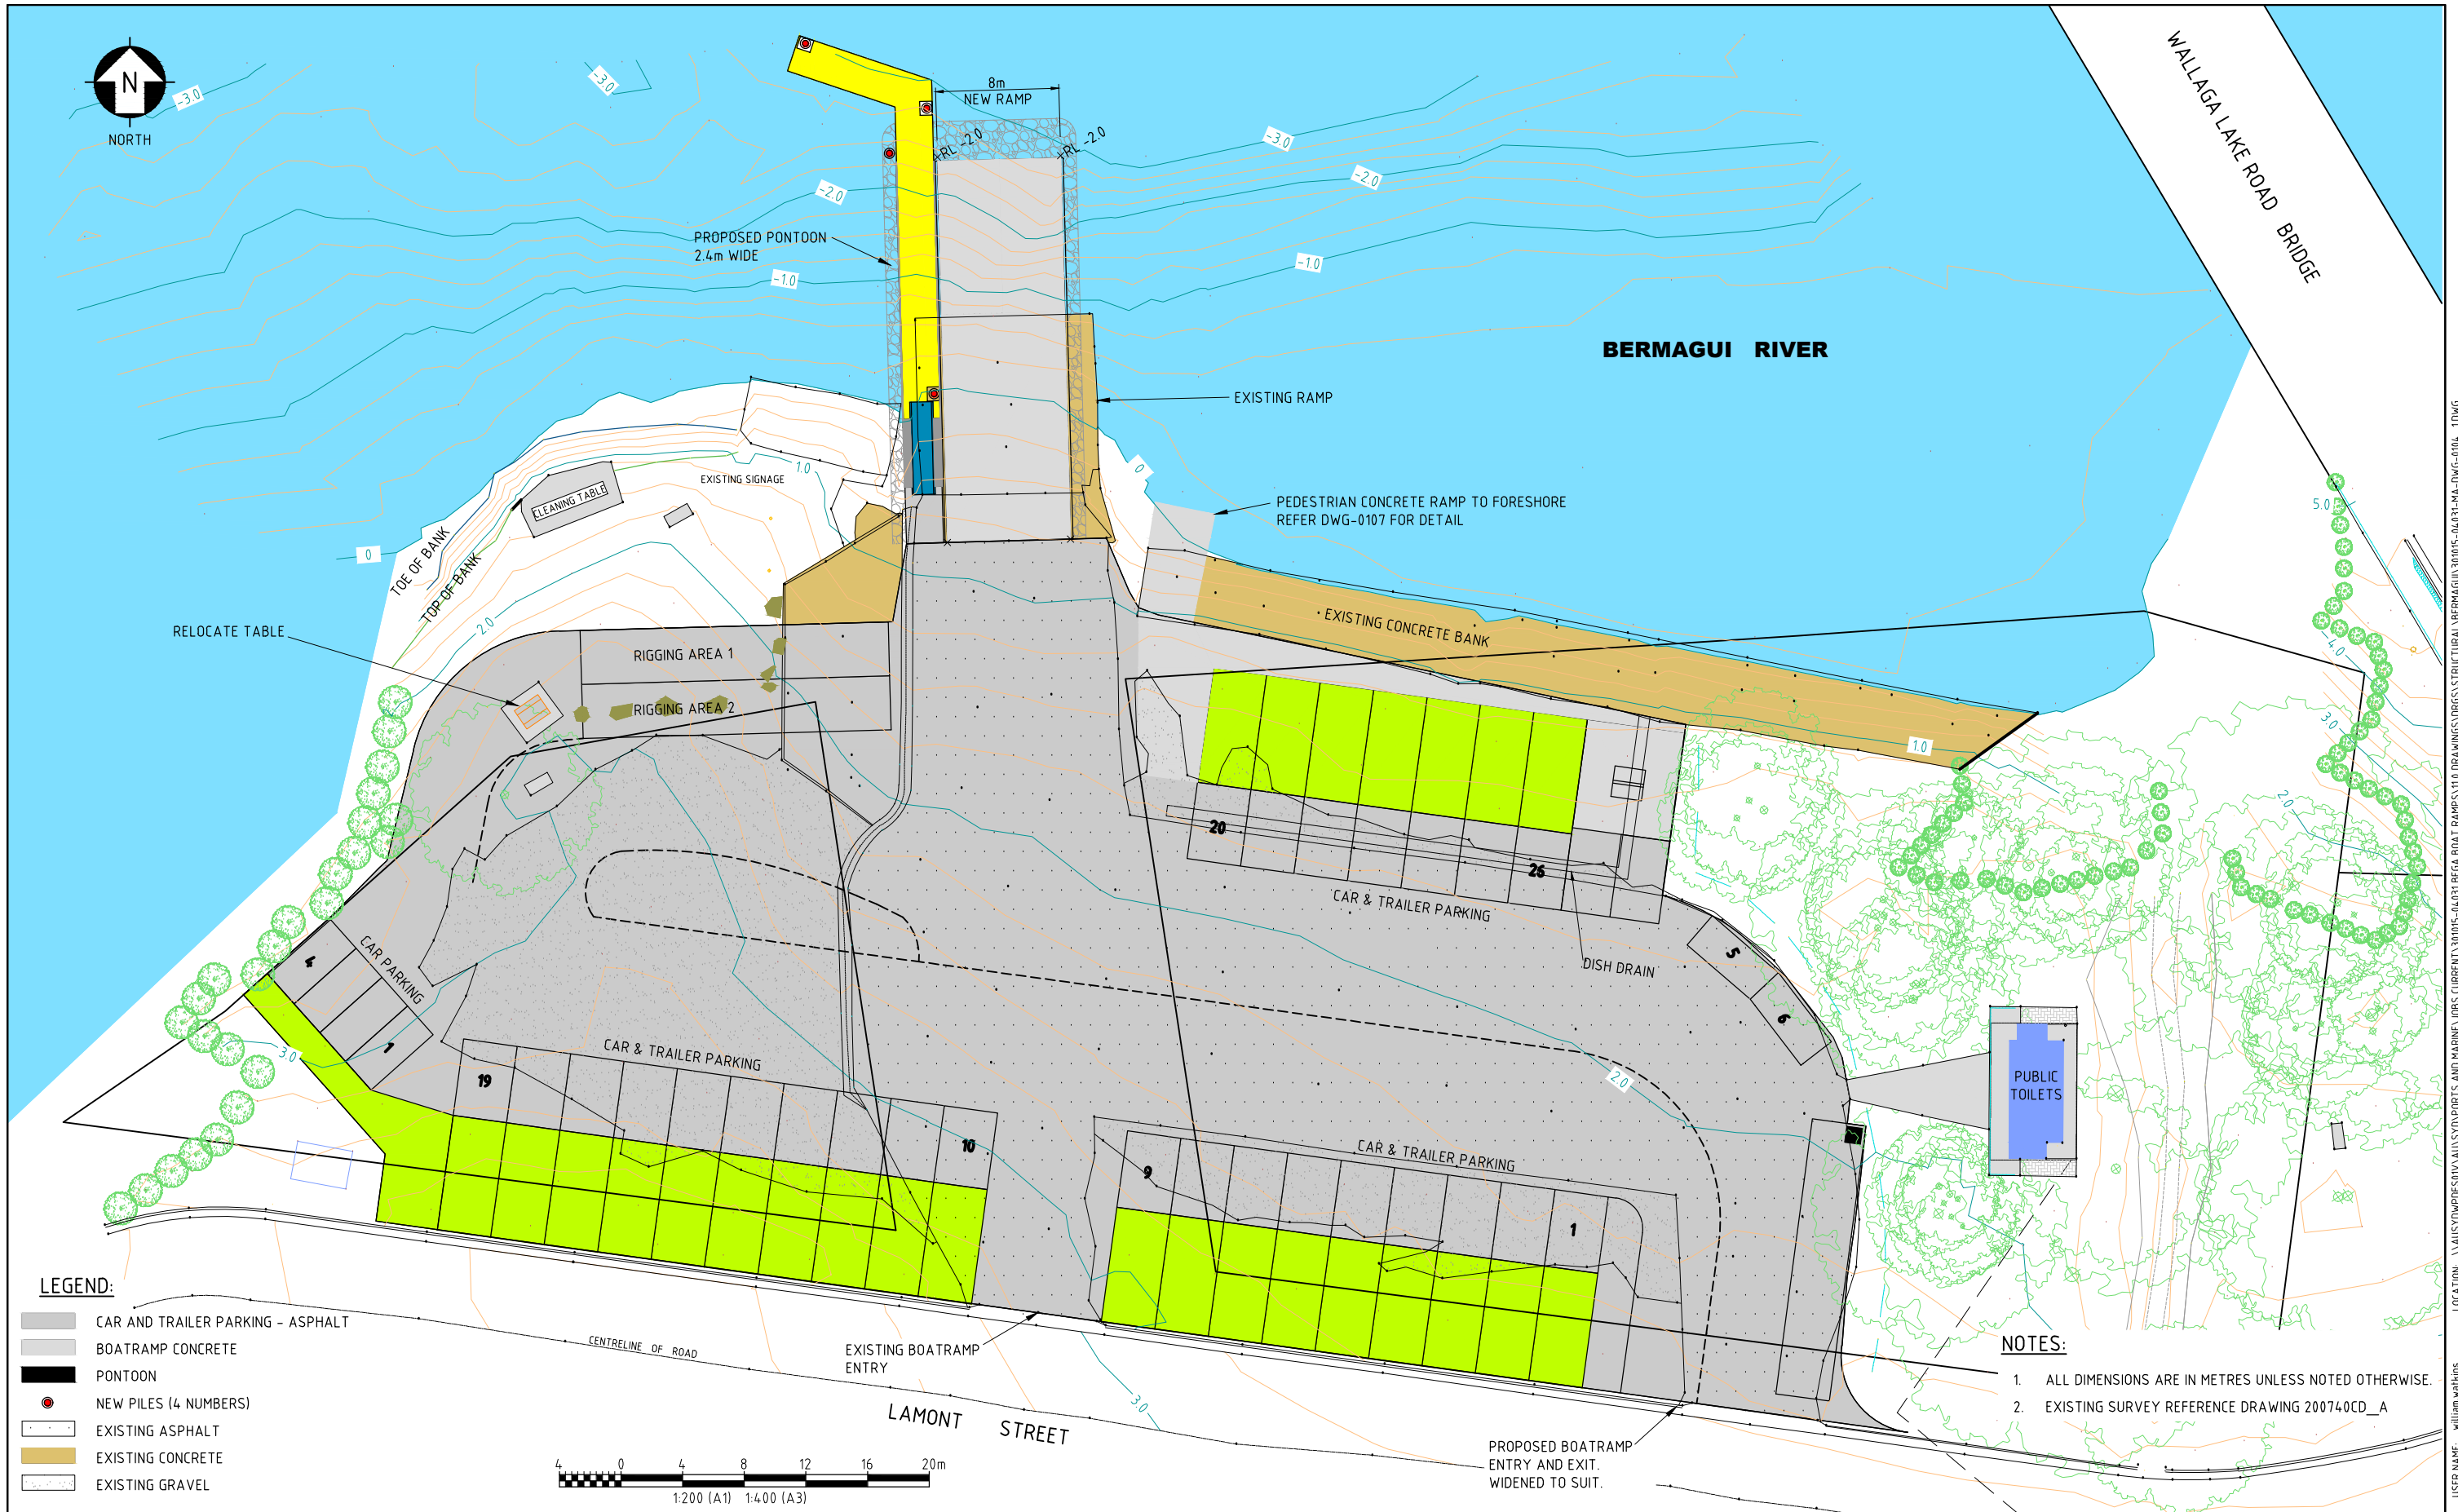 N
NORTH
-3.0
-3.0
8m
NEW RAMP
RL -2.0
RL -2.0
-3.0
-2.0
-2.0
WALLAGA LAKE ROAD BRIDGE
PROPOSED PONTOON
2.4m WIDE
-1.0
-1.0
BERMAGUI RIVER
EXISTING RAMP
1.0
EXISTING SIGNAGE
CLEANING TABLE
0
0
PEDESTRIAN CONCRETE RAMP TO FORESHORE
REFER DWG-0107 FOR DETAIL
5.0
TOE OF BANK
TOP OF BANK
2.0
EXISTING CONCRETE BANK
RELOCATE TABLE
RIGGING AREA 1
RIGGING AREA 2
4.0
3.0
1.0
2.0
20
26
CAR & TRAILER PARKING
DISH DRAIN
5
6
4
CAR PARKING
1
3.0
CAR & TRAILER PARKING
19
10
2.0
PUBLIC
TOILETS
CAR & TRAILER PARKING
9
1
LEGEND:
CAR AND TRAILER PARKING - ASPHALT
BOATRAMP CONCRETE
PONTOON
NEW PILES (4 NUMBERS)
EXISTING ASPHALT
EXISTING CONCRETE
EXISTING GRAVEL
CENTRELINE OF ROAD
EXISTING BOATRAMP
ENTRY
3.0
LAMONT STREET
4 0 4 8 12 16 20m
1:200 (A1) 1:400 (A3)
PROPOSED BOATRAMP
ENTRY AND EXIT.
WIDENED TO SUIT.
NOTES:
1. ALL DIMENSIONS ARE IN METRES UNLESS NOTED OTHERWISE.
2. EXISTING SURVEY REFERENCE DRAWING 200740CD_A
USER NAME: william.watkins